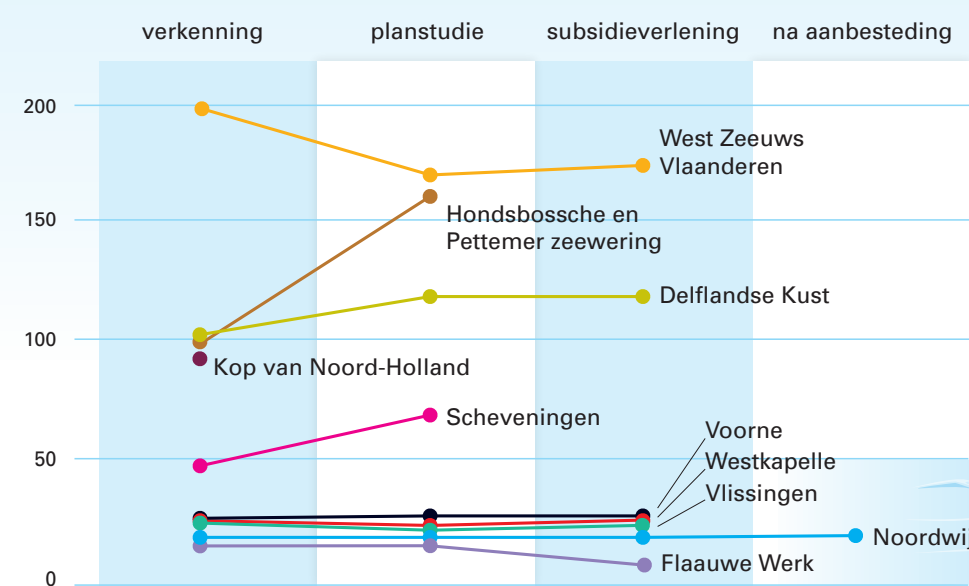 verkenning planstudie subsidieverlening na aanbesteding
200
West Zeeuws
Vlaanderen
150
Hondsbossche en
Pettemer zeewering
Delflandse Kust
100
Kop van Noord-Holland
Scheveningen
Voorne
50
Westkapelle
Vlissingen
Noordwij
Flaauwe Werk
0